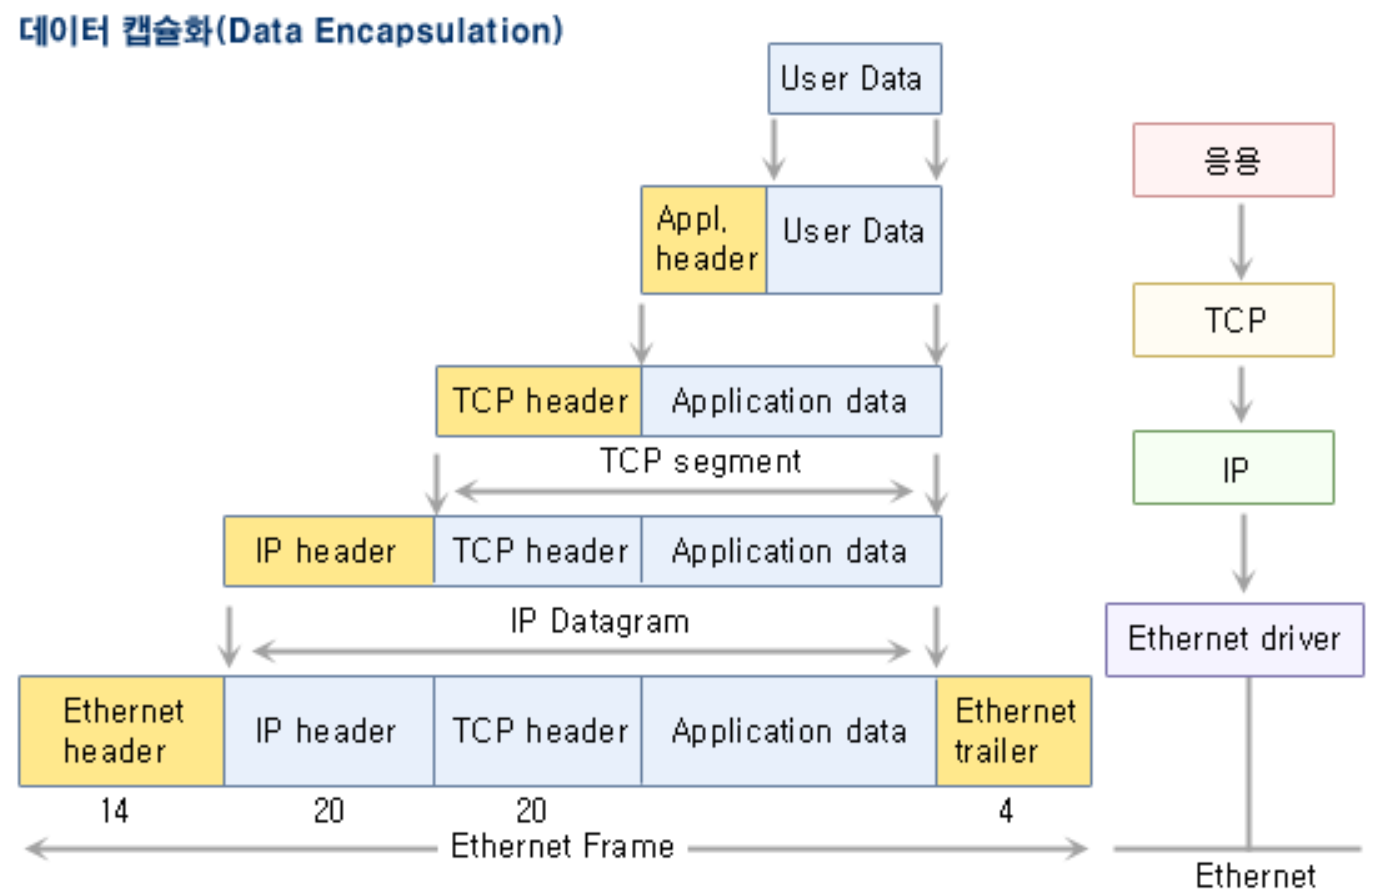 데이터 캡슐화(Data Encapsulation)
User Data
Appl.
header
User Data
TCP header
Application data
TCP segment
IP header
TCP header
Application data
IP Datagram
Ethernet
header
IP header
TCP header
Application data
Ethernet
trailer
14
20
20
4
Ethernet Frame
응용
TCP
IP
Ethernet driver
Ethernet